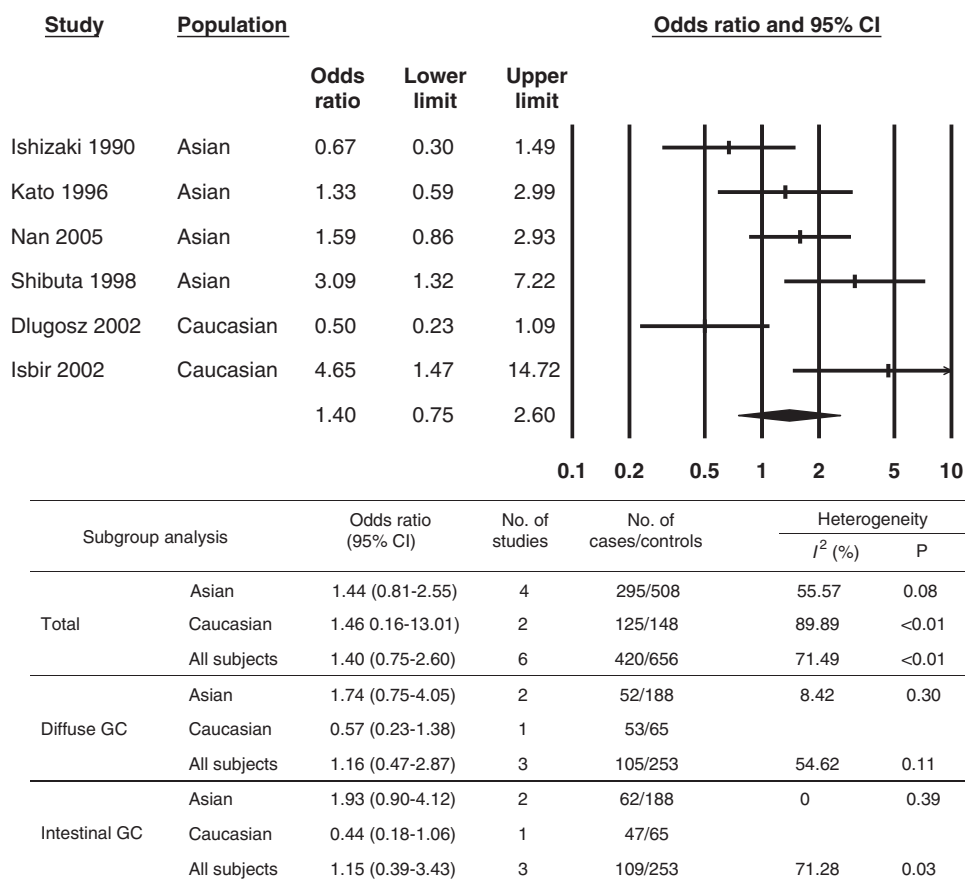 Study Population Odds ratio and 95% CI
Odds Lower Upper
ratio limit limit
Ishizaki 1990 Asian 0.67 0.30 1.49
Kato 1996 Asian 1.33 0.59 2.99
Nan 2005 Asian 1.59 0.86 2.93
Shibuta 1998 Asian 3.09 1.32 7.22
Dlugosz 2002 Caucasian 0.50 0.23 1.09
Isbir 2002 Caucasian 4.65 1.47 14.72
1.40 0.75 2.60
0.1 0.2 0.5 1 2 5 10
Subgroup analysis Odds ratio (95% CI) No. of studies No. of cases/controls Heterogeneity
I² (%) P
Total
Asian 1.44 (0.81-2.55) 4 295/508 55.57 0.08
Caucasian 1.46 0.16-13.01) 2 125/148 89.89 <0.01
All subjects 1.40 (0.75-2.60) 6 420/656 71.49 <0.01
Diffuse GC
Asian 1.74 (0.75-4.05) 2 52/188 8.42 0.30
Caucasian 0.57 (0.23-1.38) 1 53/65
All subjects 1.16 (0.47-2.87) 3 105/253 54.62 0.11
Intestinal GC
Asian 1.93 (0.90-4.12) 2 62/188 0 0.39
Caucasian 0.44 (0.18-1.06) 1 47/65
All subjects 1.15 (0.39-3.43) 3 109/253 71.28 0.03